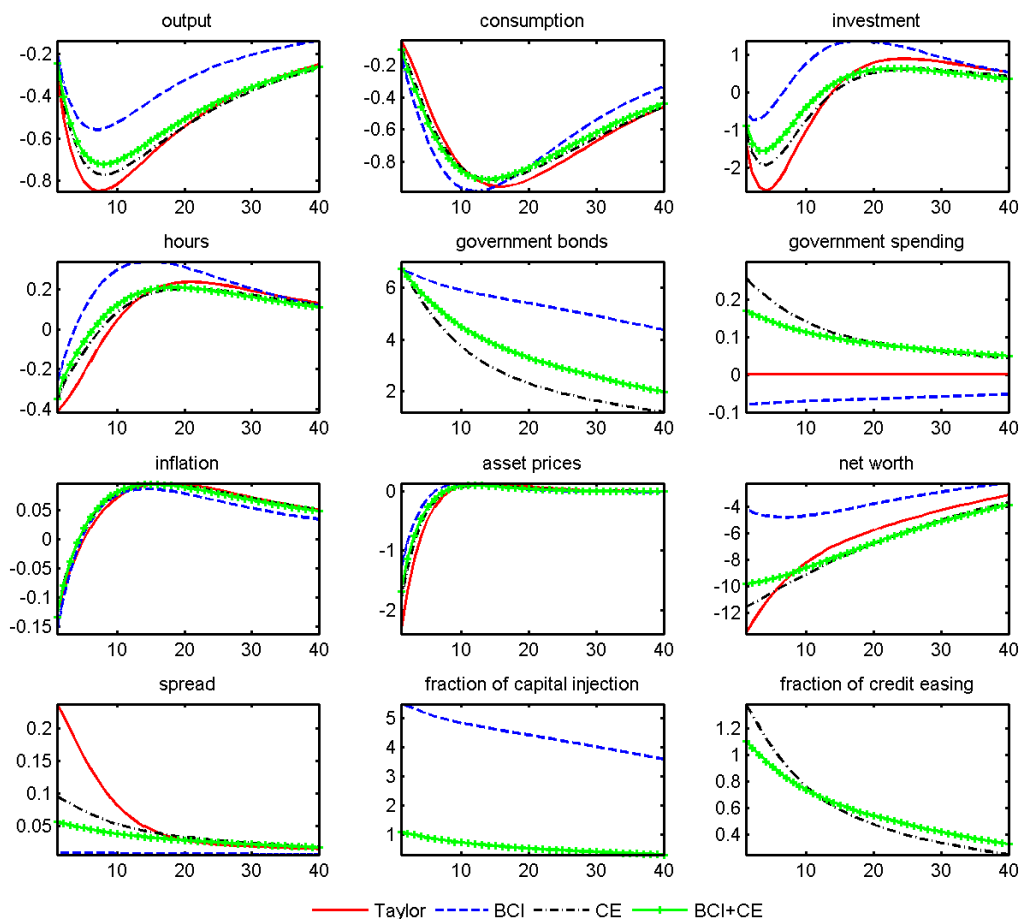 output consumption investment
-0.2 -0.2 1
-0.4 -0.4 0
-0.6 -0.6 -1
-0.8 -0.8 -2
10 20 30 40 10 20 30 40 10 20 30 40
hours government bonds government spending
0.2 6 0.2
0 4 0.1
-0.2 2 0
-0.4 -0.1
10 20 30 40 10 20 30 40 10 20 30 40
inflation asset prices net worth
0.05 0 -4
0 -1 -6
-0.05 -2 -8
-0.1 -10
-0.15 -12
10 20 30 40 10 20 30 40 10 20 30 40
spread fraction of capital injection fraction of credit easing
0.2 5 1.2
0.15 4 1
0.1 3 0.8
0.05 2 0.6
1 0.4
10 20 30 40 10 20 30 40 10 20 30 40
Taylor BCI CE BCI+CE